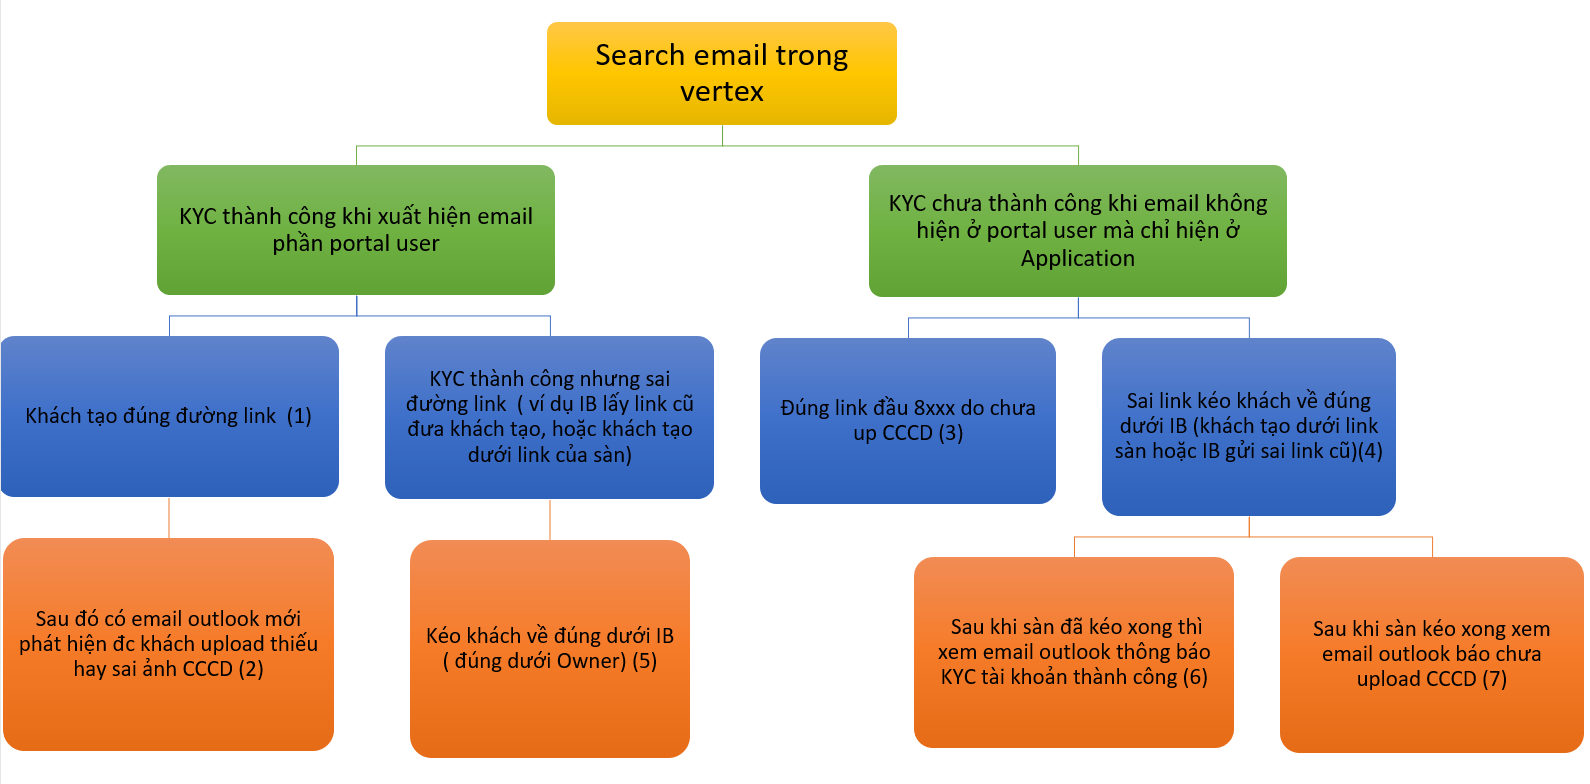 Search email trong
vertex
KYC thành công khi xuất hiện email
phần portal user
KYC chưa thành công khi email không
hiện ở portal user mà chỉ hiện ở
Application
Khách tạo đúng đường link  (1)
KYC thành công nhưng sai
đường link  ( ví dụ IB lấy link cũ
đưa khách tạo, hoặc khách tạo
dưới link của sàn)
Đúng link đầu 8xxx do chưa
up CCCD (3)
Sai link kéo khách về đúng
dưới IB (khách tạo dưới link
sàn hoặc IB gửi sai link cũ)(4)
Sau đó có email outlook mới
phát hiện đc khách upload thiếu
hay sai ảnh CCCD (2)
Kéo khách về đúng dưới IB
( đúng dưới Owner) (5)
Sau khi sàn đã kéo xong thì
xem email outlook thông báo
KYC tài khoản thành công (6)
Sau khi sàn kéo xong xem
email outlook báo chưa
upload CCCD (7)